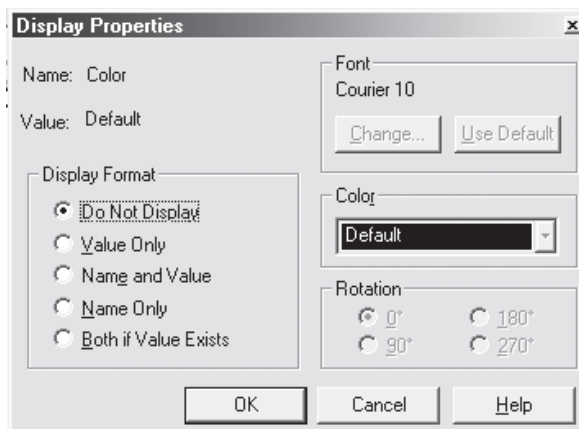 Display Properties
Name: Color
Value: Default
Display Format
Do Not Display
Value Only
Name and Value
Name Only
Both if Value Exists
Font
Courier 10
Change...
Use Default
Color
Default
Rotation
0°
180°
90°
270°
OK
Cancel
Help